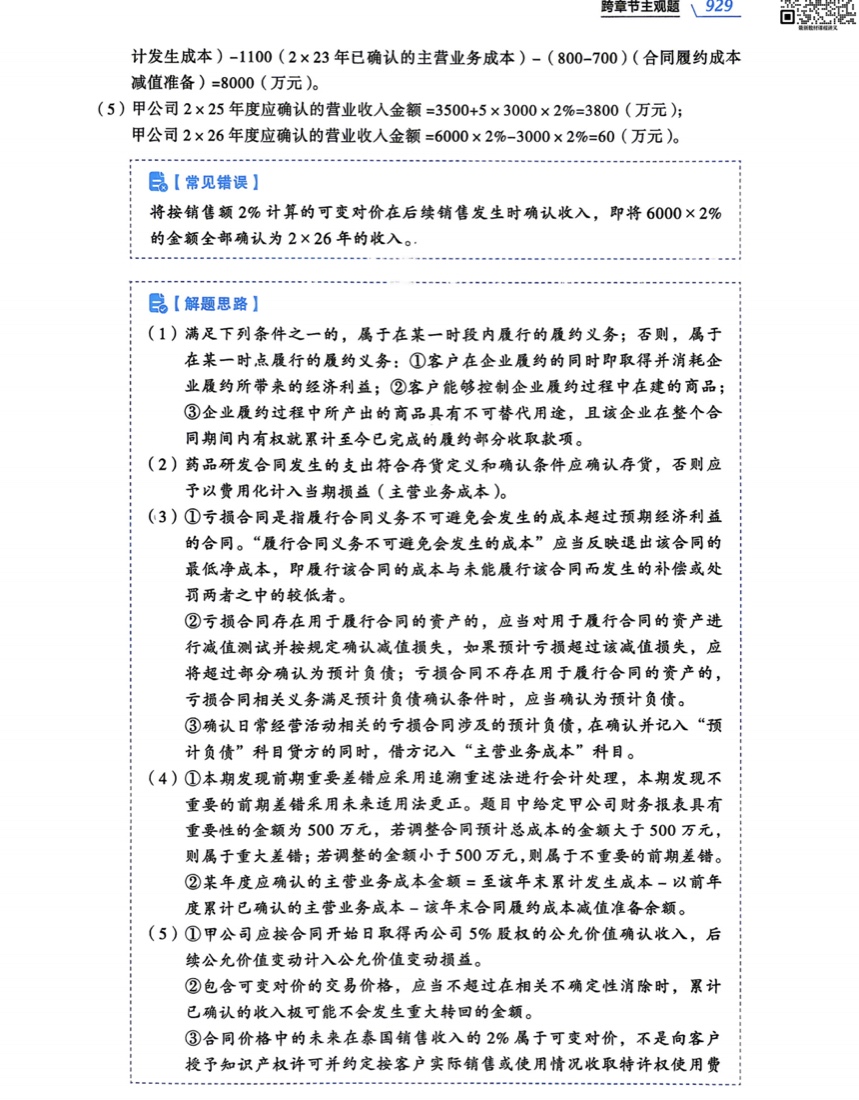 跨章节主观题 929
计发生成本）-1100（2×23年已确认的主营业务成本）-（800-700）（合同履约成本
减值准备）=8000（万元）。
（5）甲公司2×25年度应确认的营业收入金额=3500+5×3000×2%=3800（万元）；
甲公司2×26年度应确认的营业收入金额=6000×2%-3000×2%=60（万元）。
【常见错误】
将按销售额2%计算的可变对价在后续销售发生时确认收入，即将6000×2%
的金额全部确认为2×26年的收入。.
【解题思路】
（1）满足下列条件之一的，属于在某一时段内履行的履约义务；否则，属于
在某一时点履行的履约义务：①客户在企业履约的同时即取得并消耗企
业履约所带来的经济利益；②客户能够控制企业履约过程中在建的商品；
③企业履约过程中所产出的商品具有不可替代用途，且该企业在整个合
同期间内有权就累计至今已完成的履约部分收取款项。
（2）药品研发合同发生的支出符合存货定义和确认条件应确认存货，否则应
予以费用化计入当期损益（主营业务成本）。
（3）①亏损合同是指履行合同义务不可避免会发生的成本超过预期经济利益
的合同。“履行合同义务不可避免会发生的成本”应当反映退出该合同的
最低净成本，即履行该合同的成本与未能履行该合同而发生的补偿或处
罚两者之中的较低者。
②亏损合同存在用于履行合同的资产的，应当对用于履行合同的资产进
行减值测试并按规定确认减值损失，如果预计亏损超过该减值损失，应
将超过部分确认为预计负债；亏损合同不存在用于履行合同的资产的，
亏损合同相关义务满足预计负债确认条件时，应当确认为预计负债。
③确认日常经营活动相关的亏损合同涉及的预计负债，在确认并记入“预
计负债”科目贷方的同时，借方记入“主营业务成本”科目。
（4）①本期发现前期重要差错应采用追溯重述法进行会计处理，本期发现不
重要的前期差错采用未来适用法更正。题目中给定甲公司财务报表具有
重要性的金额为500万元，若调整合同预计总成本的金额大于500万元，
则属于重大差错；若调整的金额小于500万元，则属于不重要的前期差错。
②某年度应确认的主营业务成本金额=至该年末累计发生成本-以前年
度累计已确认的主营业务成本-该年末合同履约成本减值准备余额。
（5）①甲公司应按合同开始日取得丙公司5%股权的公允价值确认收入，后
续公允价值变动计入公允价值变动损益。
②包含可变对价的交易价格，应当不超过在相关不确定性消除时，累计
已确认的收入极可能不会发生重大转回的金额。
③合同价格中的未来在泰国销售收入的2%属于可变对价，不是向客户
授予知识产权许可并约定按客户实际销售或使用情况收取特许权使用费